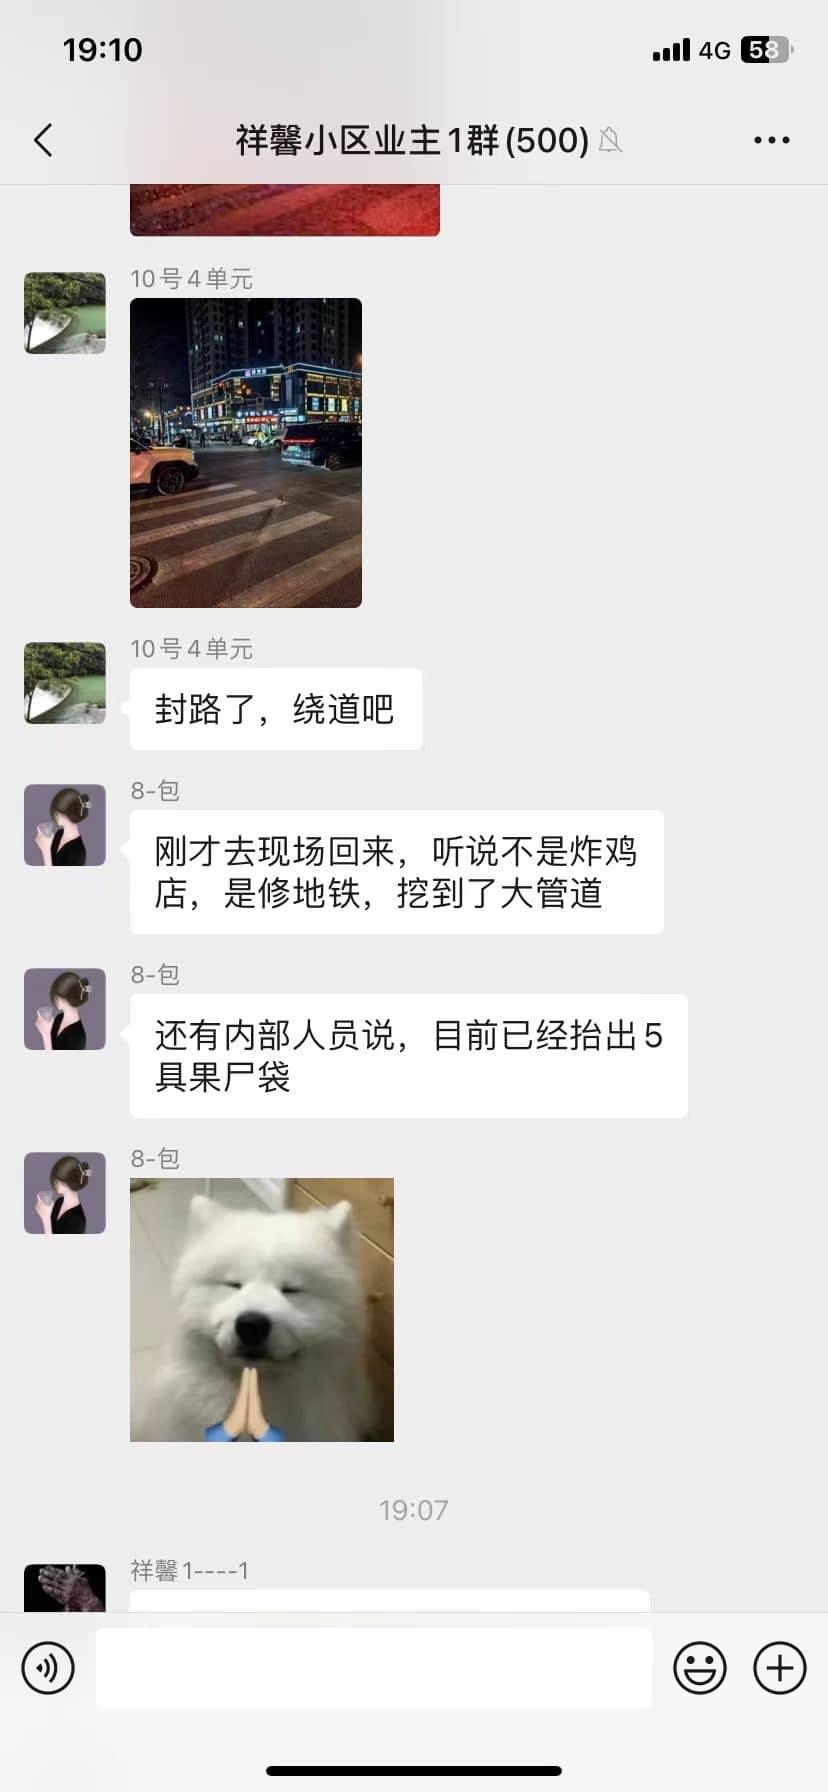 19:10
4G
58
祥馨小区业主1群(500)
10号4单元
10号4单元
封路了，绕道吧
8-包
刚才去现场回来，听说不是炸鸡
店，是修地铁，挖到了大管道
8-包
还有内部人员说，目前已经抬出5
具果尸袋
8-包
19:07
祥馨1----1